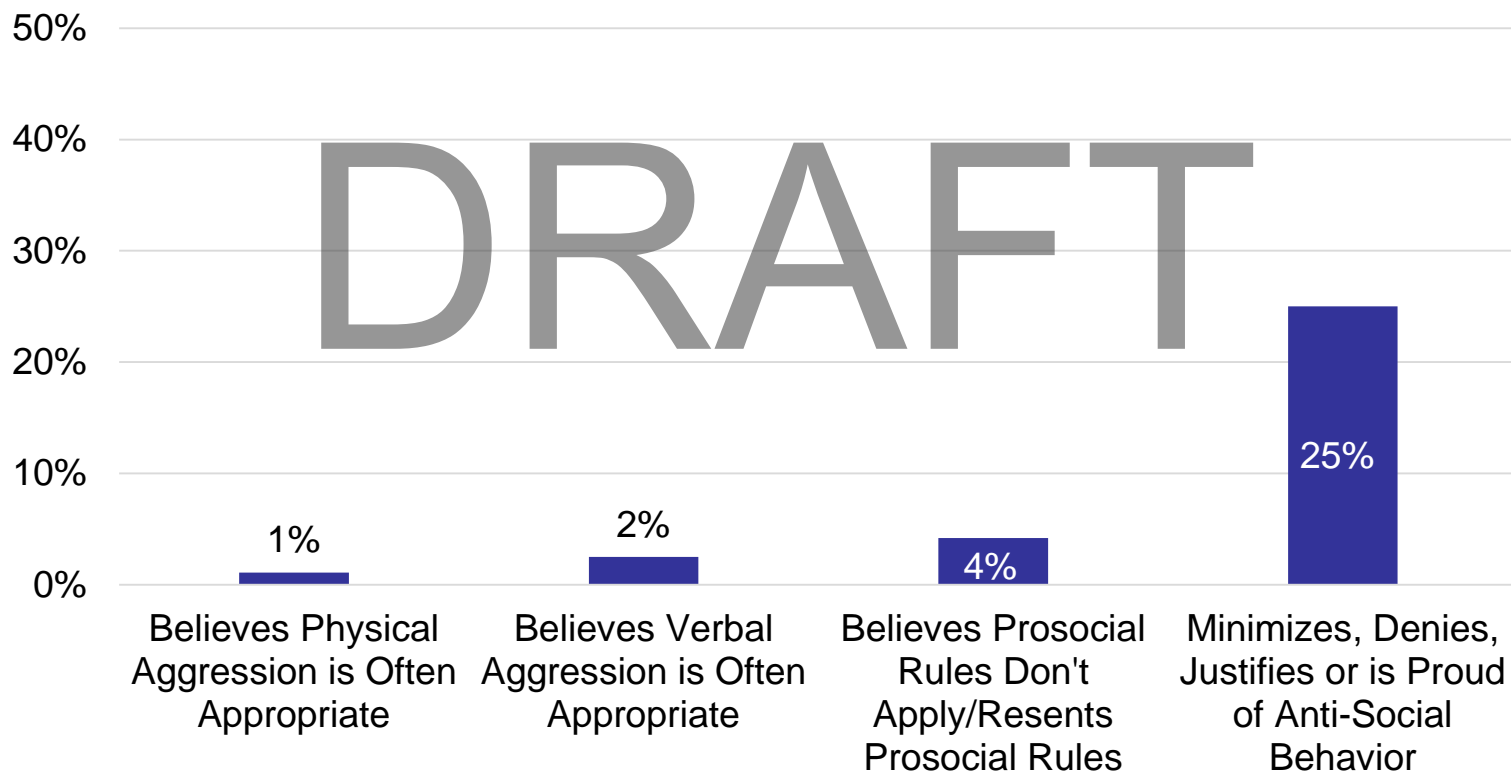 50%
40%
30%
20%
10%
0%
DRAFT
1%
2%
4%
25%
Believes Physical
Aggression is Often
Appropriate
Believes Verbal
Aggression is Often
Appropriate
Believes Prosocial
Rules Don't
Apply/Resents
Prosocial Rules
Minimizes, Denies,
Justifies or is Proud
of Anti-Social
Behavior